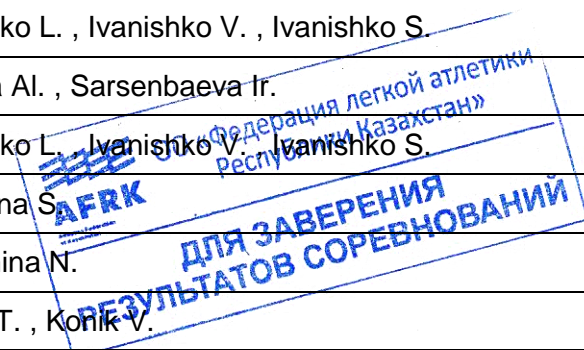 ko L. , Ivanishko V. , Ivanishko S.
a Al. , Sarsenbaeva Ir.
ko L. , Ivanishko V. , Ivanishko S.
na S.
ina N.
T. , Konik V.
ОО «Федерация легкой атлетики
Республики Казахстан»
AFRK
ДЛЯ ЗАВЕРЕНИЯ
РЕЗУЛЬТАТОВ СОРЕВНОВАНИЙ